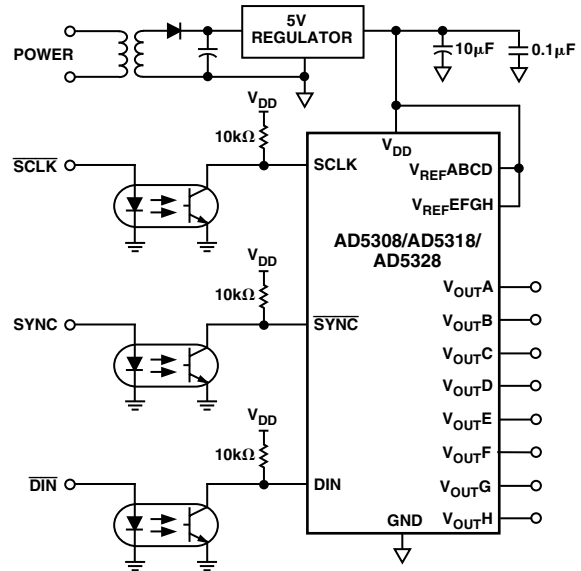 5V
REGULATOR
POWER
10µF
0.1µF
VDD
10kΩ
SCLK
SCLK
VDD
VREFABCD
VREFEFGH
AD5308/AD5318/
AD5328
VDD
10kΩ
SYNC
SYNC
VOUTA
VOUTB
VOUTC
VOUTD
VOUTE
VOUTF
VOUTG
VOUTH
VDD
10kΩ
DIN
DIN
GND